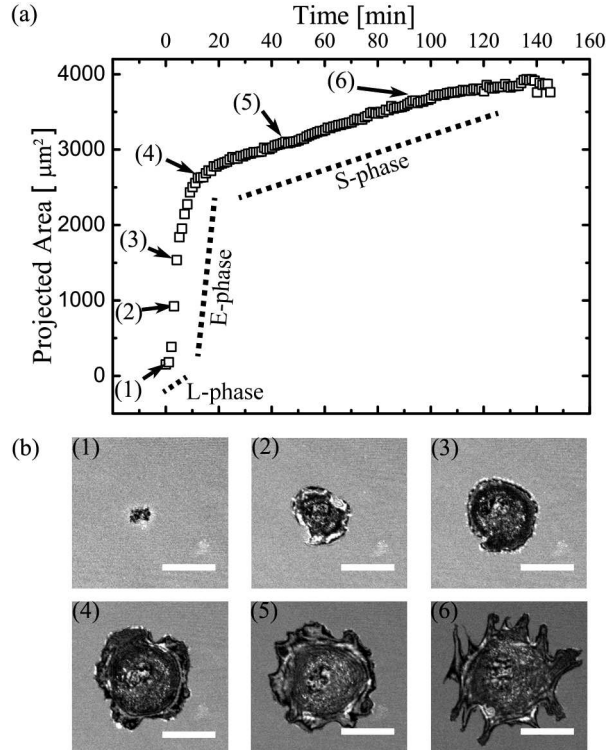 (a)
Time [min]
0 20 40 60 80 100 120 140 160
4000
3000
2000
1000
0
Projected Area [ μm²]
(1)
(2)
(3)
(4)
(5)
(6)
L-phase
E-phase
S-phase
(b)
(1) (2) (3)
(4) (5) (6)